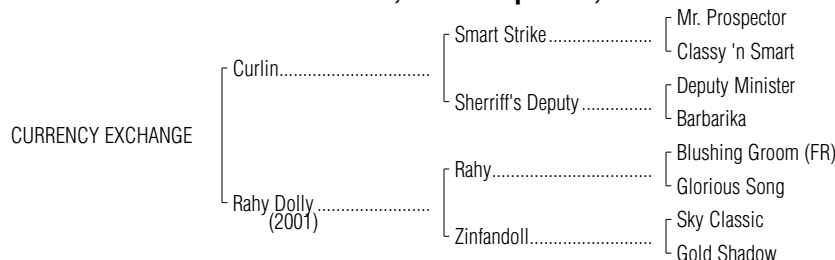 Mr. Prospector
Smart Strike
Classy 'n Smart
Curlin
Deputy Minister
Sherriff's Deputy
Barbarika
CURRENCY EXCHANGE
Blushing Groom (FR)
Rahy
Glorious Song
Rahy Dolly
(2001)
Sky Classic
Zinfandoll
Gold Shadow